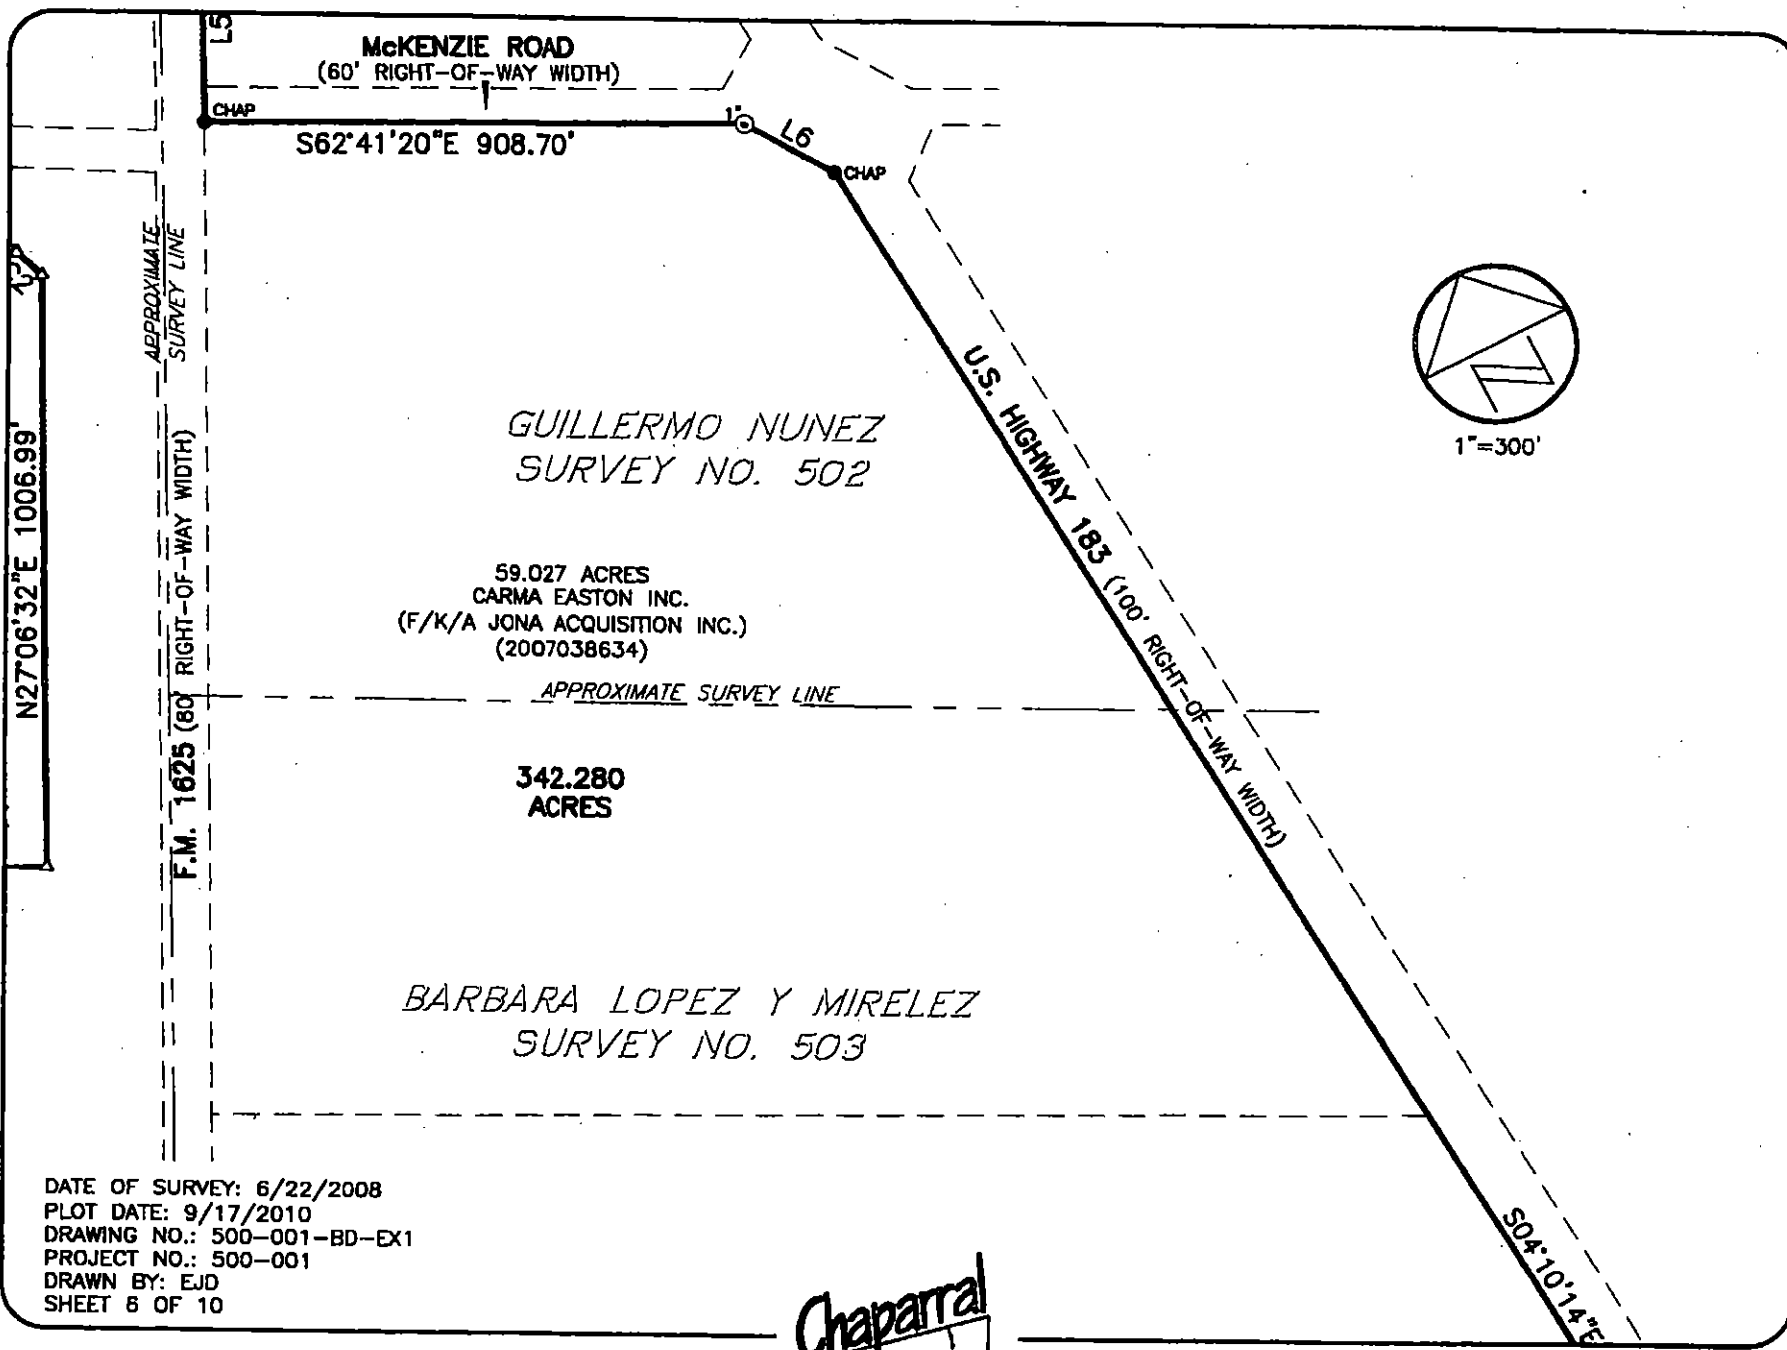 L5
McKENZIE ROAD
(60' RIGHT-OF-WAY WIDTH)
CHAP
S62°41'20"E 908.70'
1"
L6
CHAP
APPROXIMATE
SURVEY LINE
N27°06'32"E 1006.99'
F.M. 1625 (80' RIGHT-OF-WAY WIDTH)
GUILLERMO NUNEZ
SURVEY NO. 502
U.S. HIGHWAY 183 (100' RIGHT-OF-WAY WIDTH)
1"=300'
59.027 ACRES
CARMA EASTON INC.
(F/K/A JONA ACQUISITION INC.)
(2007038634)
APPROXIMATE SURVEY LINE
342.280
ACRES
BARBARA LOPEZ Y MIRELEZ
SURVEY NO. 503
S04°10'14"E
DATE OF SURVEY: 6/22/2008
PLOT DATE: 9/17/2010
DRAWING NO.: 500-001-BD-EX1
PROJECT NO.: 500-001
DRAWN BY: EJD
SHEET 6 OF 10
Chaparral